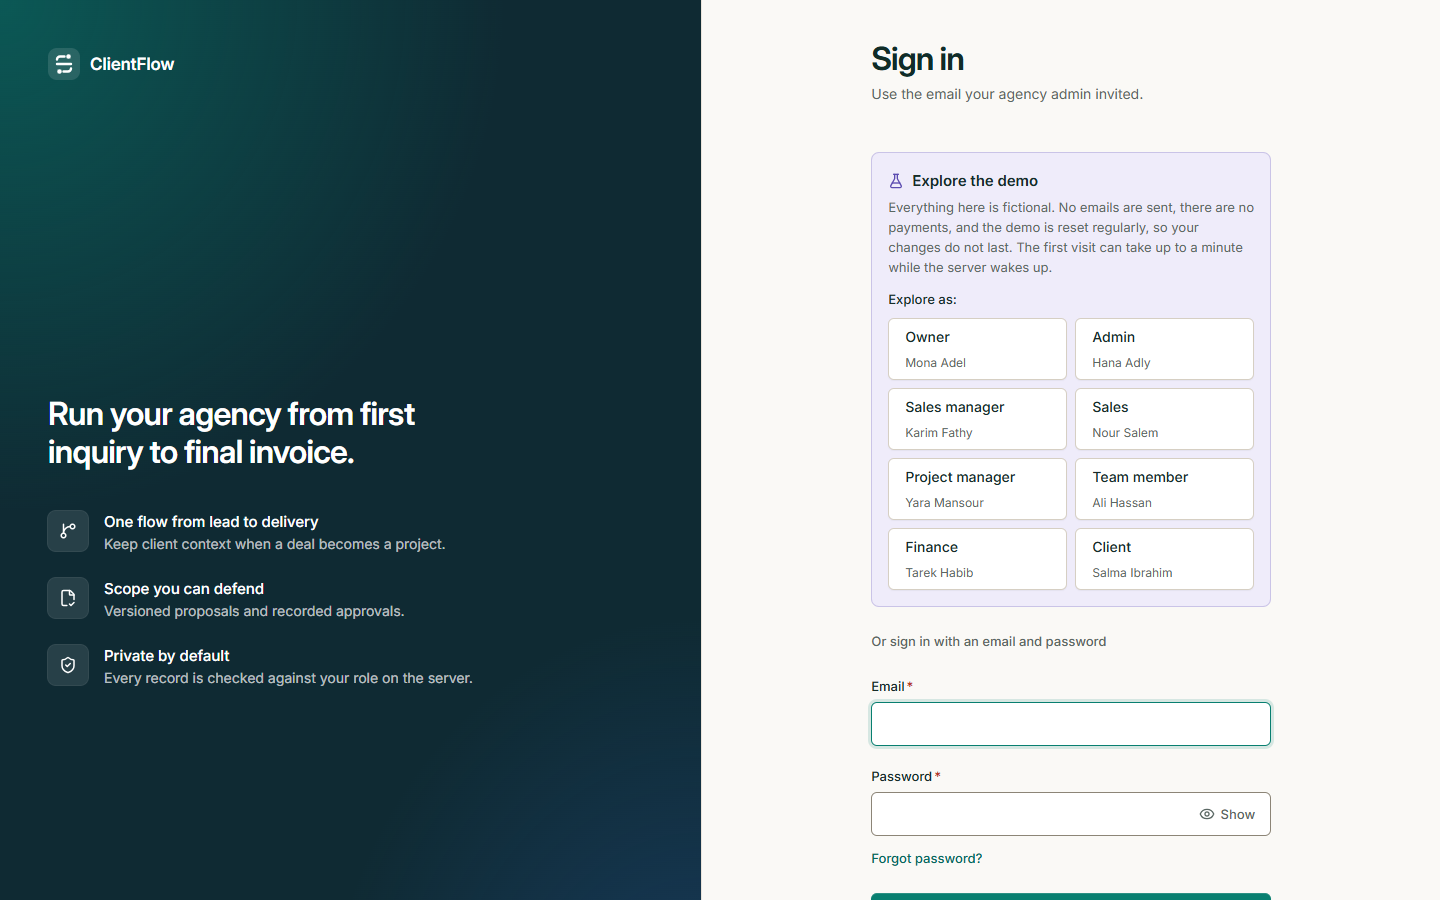 ClientFlow
Run your agency from first
inquiry to final invoice.
One flow from lead to delivery
Keep client context when a deal becomes a project.
Scope you can defend
Versioned proposals and recorded approvals.
Private by default
Every record is checked against your role on the server.
Sign in
Use the email your agency admin invited.
Explore the demo
Everything here is fictional. No emails are sent, there are no
payments, and the demo is reset regularly, so your
changes do not last. The first visit can take up to a minute
while the server wakes up.
Explore as:
Owner
Mona Adel
Admin
Hana Adly
Sales manager
Karim Fathy
Sales
Nour Salem
Project manager
Yara Mansour
Team member
Ali Hassan
Finance
Tarek Habib
Client
Salma Ibrahim
Or sign in with an email and password
Email *
Password *
Show
Forgot password?